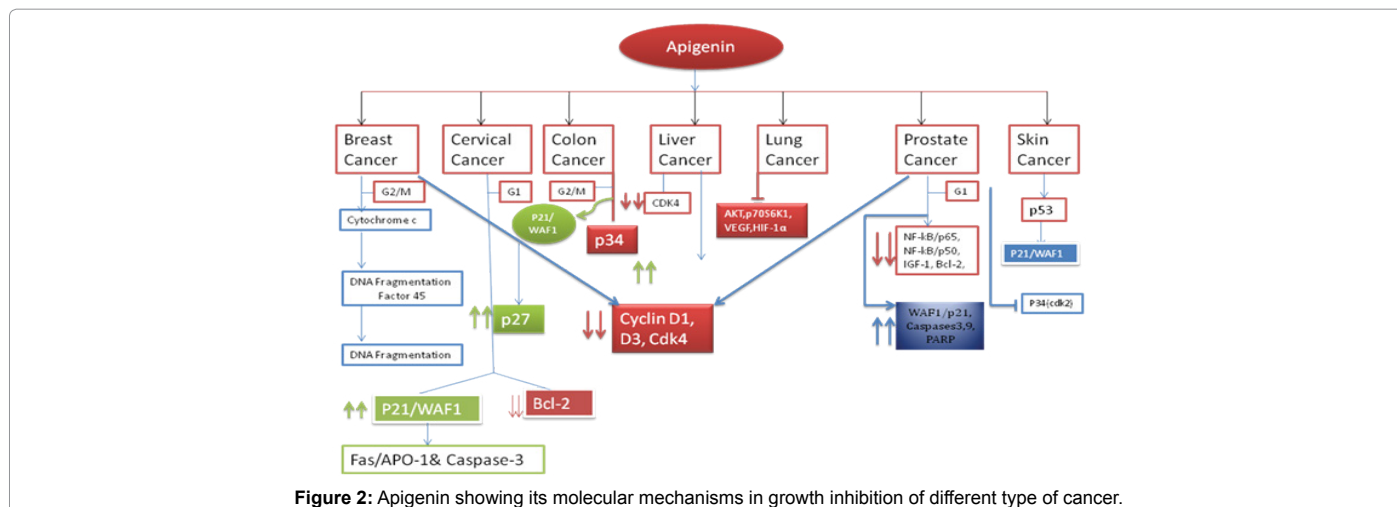 Apigenin
Breast
Cancer
Cervical
Cancer
Colon
Cancer
Liver
Cancer
Lung
Cancer
Prostate
Cancer
Skin
Cancer
G2/M
G1
G2/M
CDK4
G1
Cytochrome c
P21/
WAF1
p34
AKT,p70S6K1,
VEGF,HIF-1α
NF-kB/p65,
NF-kB/p50,
IGF-1, Bcl-2,
p53
P21/WAF1
DNA Fragmentation
Factor 45
p27
Cyclin D1,
D3, Cdk4
WAF1/p21,
Caspases3,9,
PARP
P34(cdk2)
DNA Fragmentation
P21/WAF1
Bcl-2
Fas/APO-1& Caspase-3
Figure 2: Apigenin showing its molecular mechanisms in growth inhibition of different type of cancer.